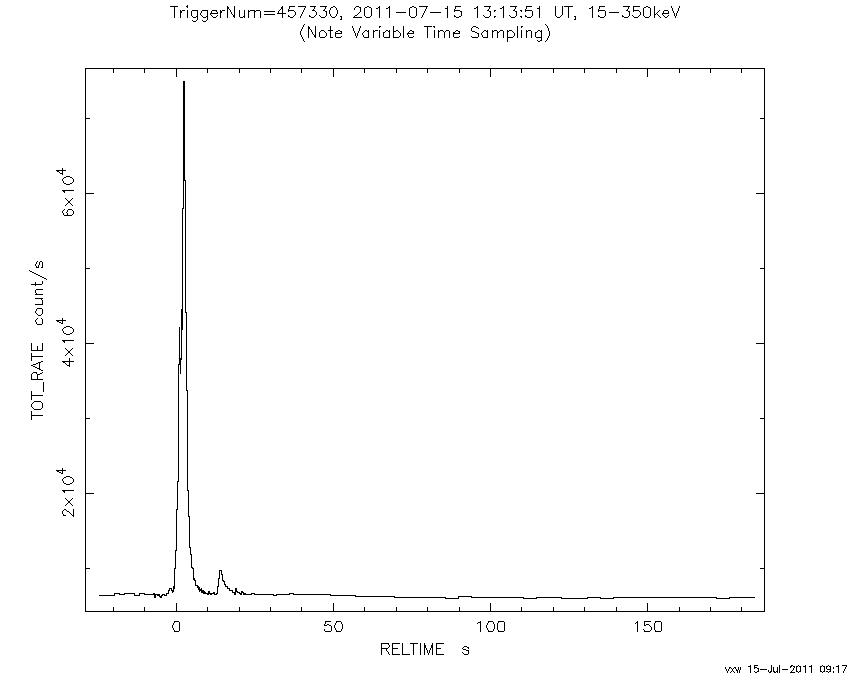 TriggerNum=457330, 2011-07-15 13:13:51 UT, 15-350keV
(Note Variable Time Sampling)
6×10⁴
4×10⁴
2×10⁴
TOT_RATE count/s
0 50 100 150
RELTIME s
vxw 15-Jul-2011 09:17